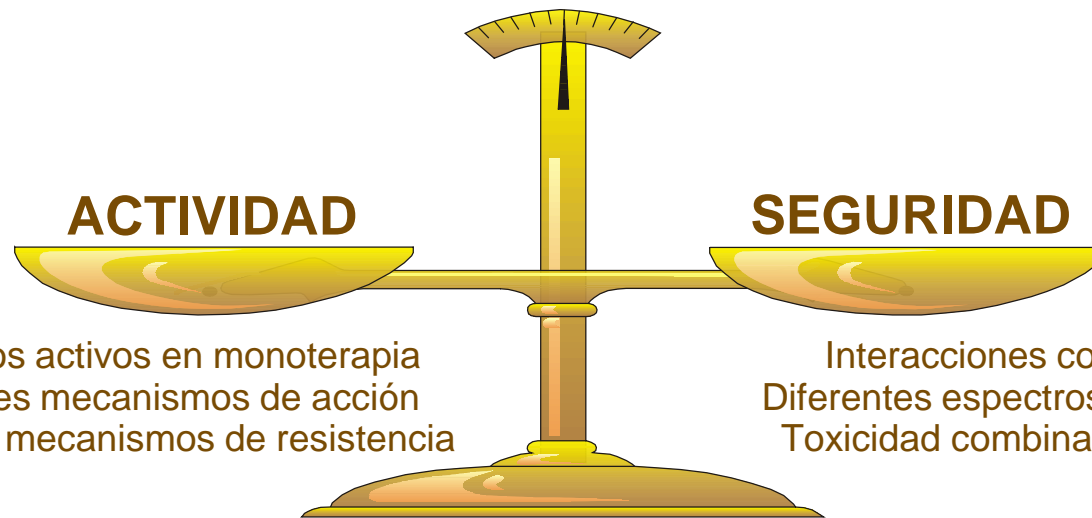 ACTIVIDAD
SEGURIDAD
os activos en monoterapia
es mecanismos de acción
mecanismos de resistencia
Interacciones co
Diferentes espectros
Toxicidad combina